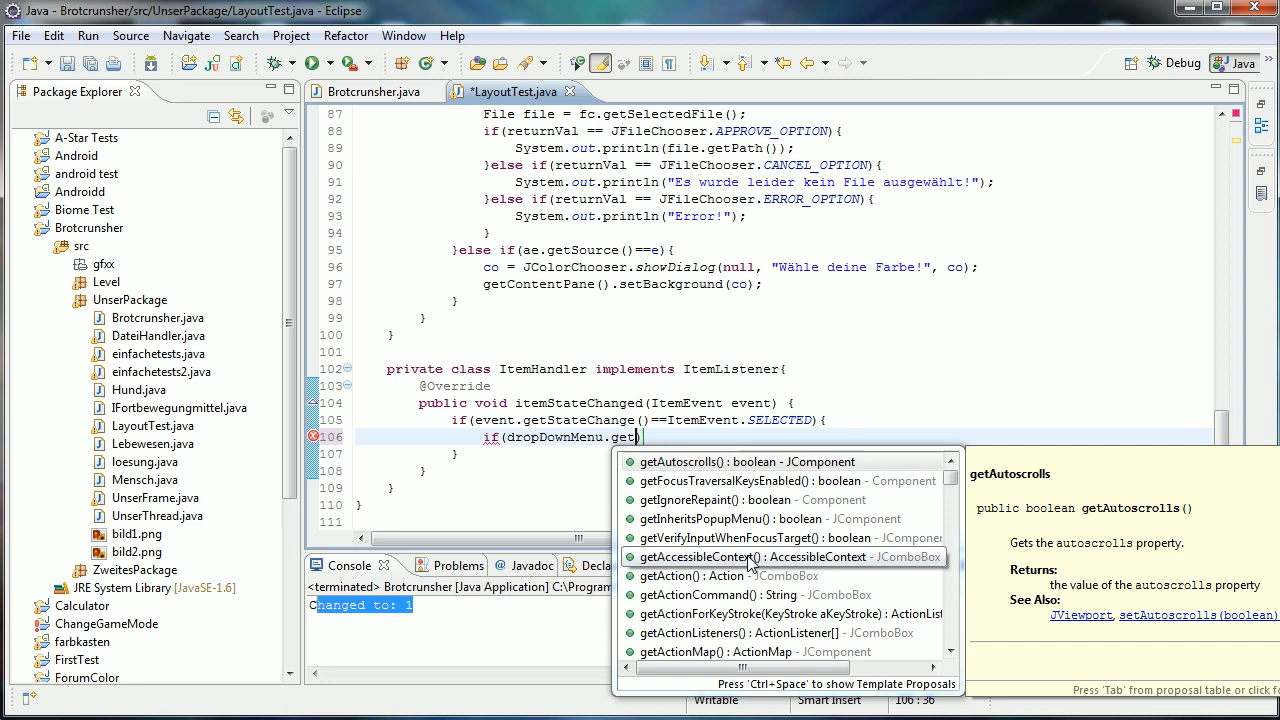 Java - Brotcrunsher/src/UnserPackage/LayoutTest.java - Eclipse
File Edit Run Source Navigate Search Project Refactor Window Help
Debug Java
Package Explorer
A-Star Tests
Android
android test
Androidd
Biome Test
Brotcrunsher
src
gfxx
Level
UnserPackage
Brotcrunsher.java
DateiHandler.java
einfachetests.java
einfachetests2.java
Hund.java
IFortbewegungmittel.java
LayoutTest.java
Lebewesen.java
loesung.java
Mensch.java
UnserFrame.java
UnserThread.java
bild1.png
bild2.png
ZweitesPackage
JRE System Library [JavaSE-1.6]
Calculator
ChangeGameMode
farbkasten
FirstTest
ForumColor
Brotcrunsher.java *LayoutTest.java
87 File file = fc.getSelectedFile();
88 if(returnVal == JFileChooser.APPROVE_OPTION){
89 System.out.println(file.getPath());
90 }else if(returnVal == JFileChooser.CANCEL_OPTION){
91 System.out.println("Es wurde leider kein File ausgewählt!");
92 }else if(returnVal == JFileChooser.ERROR_OPTION){
93 System.out.println("Error!");
94 }
95 }else if(ae.getSource()==e){
96 co = JColorChooser.showDialog(null, "Wähle deine Farbe!", co);
97 getContentPane().setBackground(co);
98 }
99 }
100 }
101
102 private class ItemHandler implements ItemListener{
103 @Override
104 public void itemStateChanged(ItemEvent event) {
105 if(event.getStateChange()==ItemEvent.SELECTED){
106 if(dropDownMenu.get)
107 }
108 }
109 }
110 }
111
getAutoscrolls() : boolean - JComponent
getFocusTraversalKeysEnabled() : boolean - Component
getIgnoreRepaint() : boolean - Component
getInheritsPopupMenu() : boolean - JComponent
getVerifyInputWhenFocusTarget() : boolean - JComponen
getAccessibleContext() : AccessibleContext - JComboBox
getAction() : Action - JComboBox
getActionCommand() : String - JComboBox
getActionForKeyStroke(KeyStroke aKeyStroke) : ActionList
getActionListeners() : ActionListener[] - JComboBox
getActionMap() : ActionMap - JComponent
Press 'Ctrl+Space' to show Template Proposals
getAutoscrolls
public boolean getAutoscrolls()
Gets the autoscrolls property.
Returns:
the value of the autoscrolls property
See Also:
JViewport, setAutoscrolls(boolean)
Press 'Tab' from proposal table or click fo
Console Problems @ Javadoc Decla
<terminated> Brotcrunsher [Java Application] C:\Program
Changed to: 1
Writable Smart Insert 106 : 36